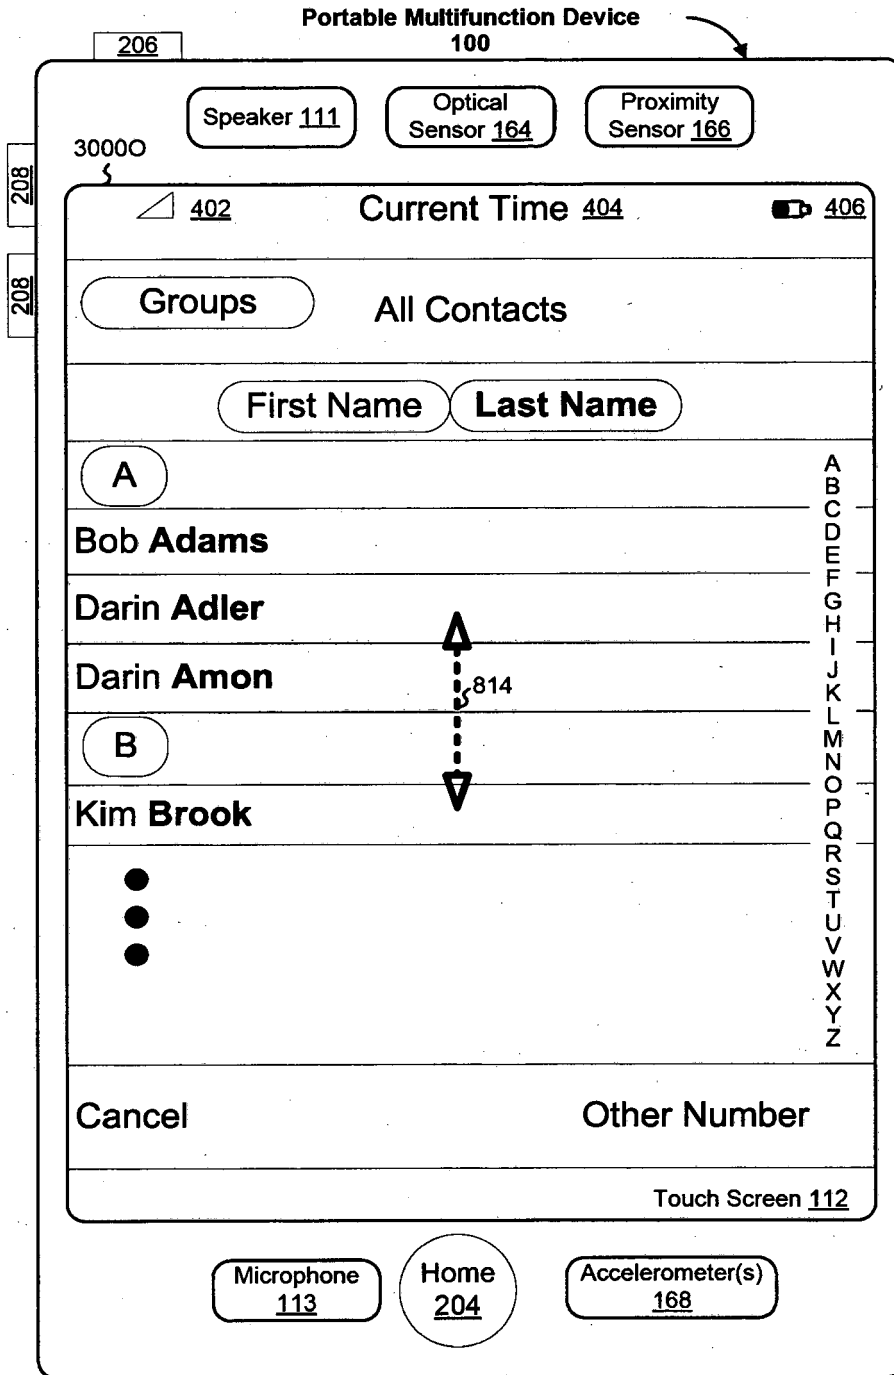 Portable Multifunction Device
100
206
Speaker 111
Optical
Sensor 164
Proximity
Sensor 166
3000O
208
208
402
Current Time 404
406
Groups
All Contacts
First Name
Last Name
A
Bob Adams
Darin Adler
Darin Amon
814
B
Kim Brook
A
B
C
D
E
F
G
H
I
J
K
L
M
N
O
P
Q
R
S
T
U
V
W
X
Y
Z
Cancel
Other Number
Touch Screen 112
Microphone
113
Home
204
Accelerometer(s)
168